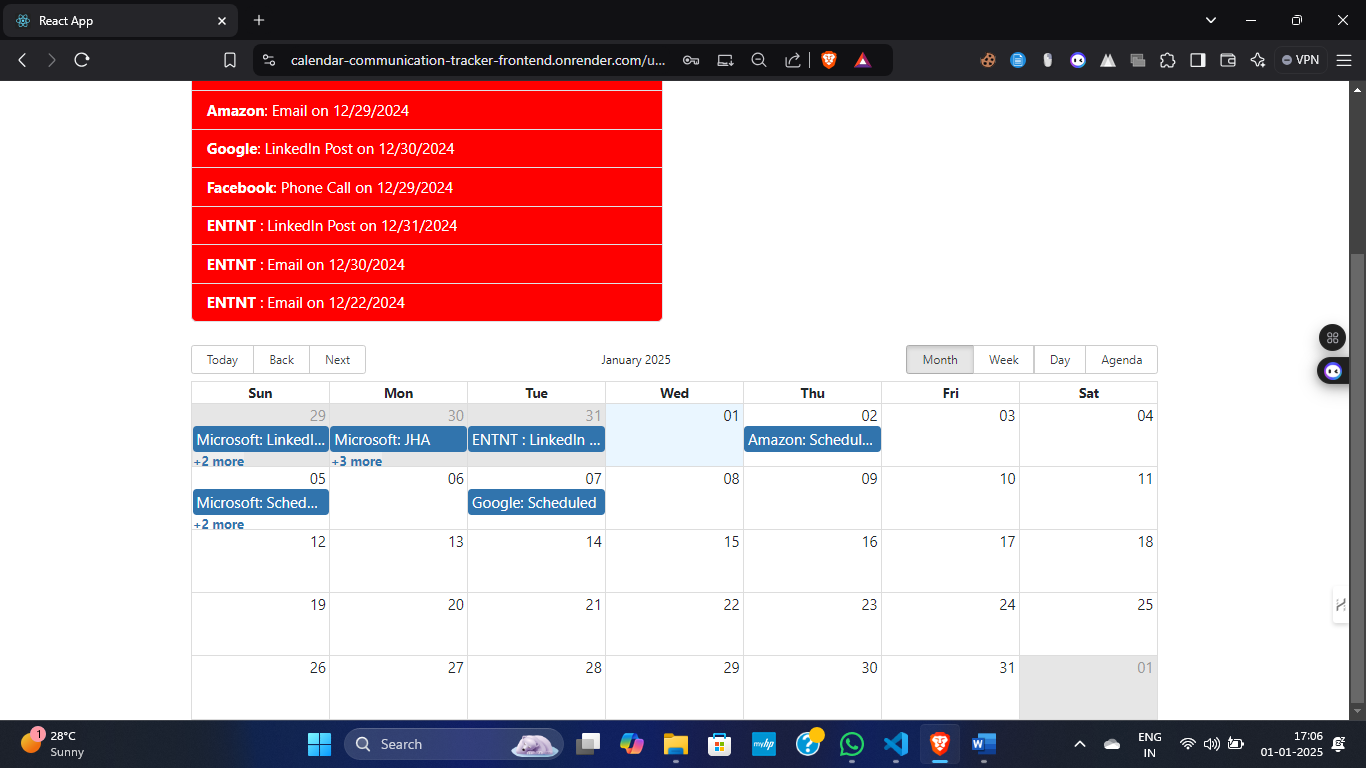 React App
calendar-communication-tracker-frontend.onrender.com/u...
VPN
Amazon: Email on 12/29/2024
Google: LinkedIn Post on 12/30/2024
Facebook: Phone Call on 12/29/2024
ENTNT : LinkedIn Post on 12/31/2024
ENTNT : Email on 12/30/2024
ENTNT : Email on 12/22/2024
Today Back Next January 2025 Month Week Day Agenda
Sun Mon Tue Wed Thu Fri Sat
29 30 31 01 02 03 04
Microsoft: LinkedI... Microsoft: JHA ENTNT : LinkedIn ... Amazon: Schedul...
+2 more +3 more
05 06 07 08 09 10 11
Microsoft: Sched... Google: Scheduled
+2 more
12 13 14 15 16 17 18
19 20 21 22 23 24 25
26 27 28 29 30 31 01
1 28°C Search myhp ENG 17:06
Sunny IN 01-01-2025